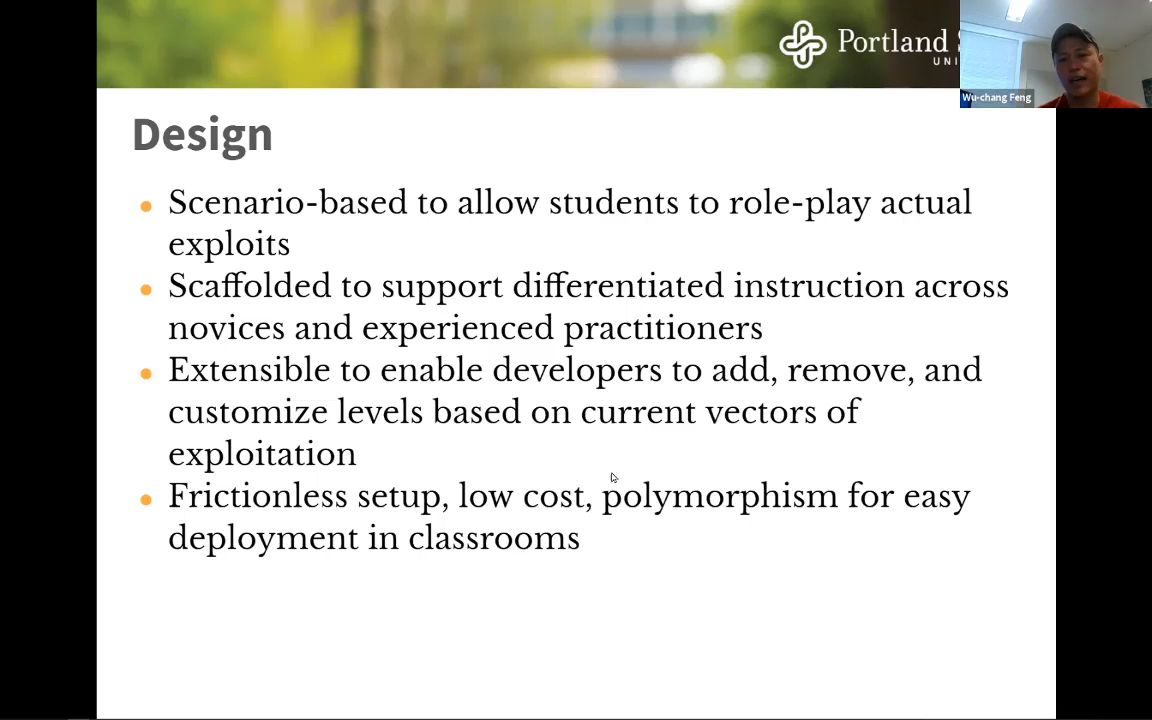 Portland
UNI
Wu-chang Feng
Design
Scenario-based to allow students to role-play actual
exploits
Scaffolded to support differentiated instruction across
novices and experienced practitioners
Extensible to enable developers to add, remove, and
customize levels based on current vectors of
exploitation
Frictionless setup, low cost, polymorphism for easy
deployment in classrooms